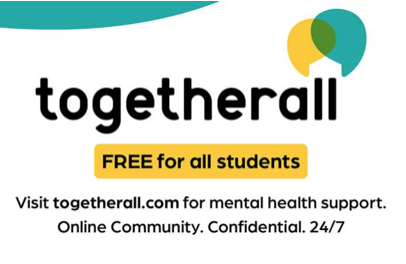 togetherall
FREE for all students
Visit togetherall.com for mental health support.
Online Community. Confidential. 24/7